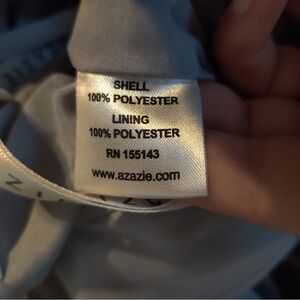 SHELL
100% POLYESTER
LINING
100% POLYESTER
RN 155143
www.azazie.com